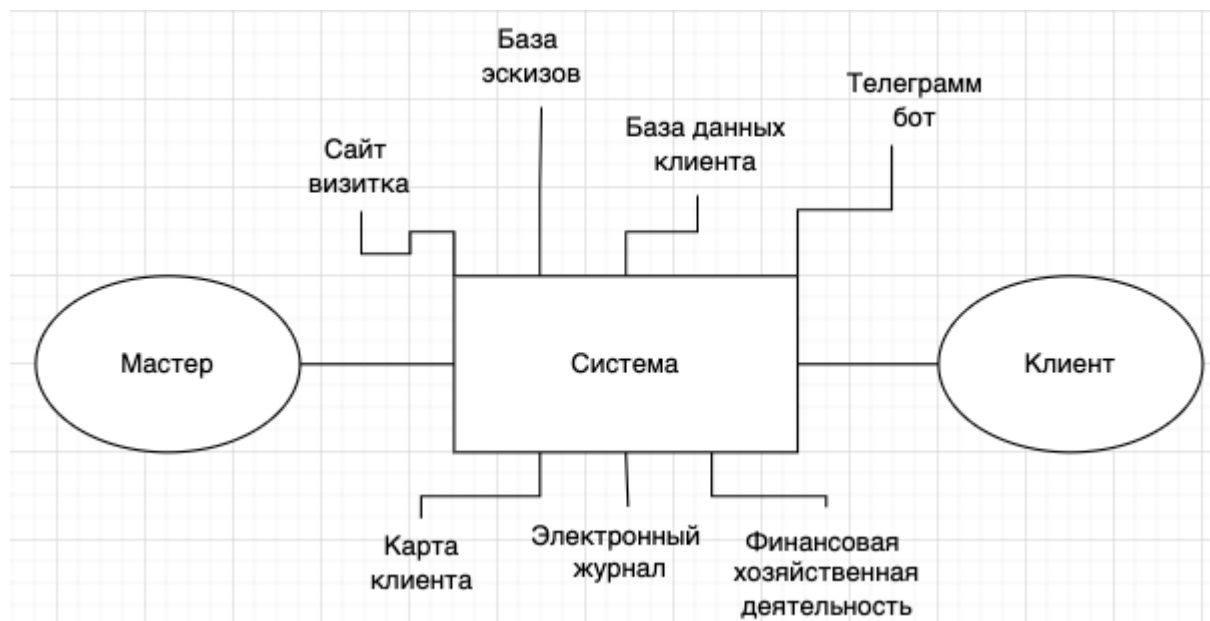 База
эскизов
Телеграмм
бот
База данных
клиента
Сайт
визитка
Мастер
Система
Клиент
Карта
клиента
Электронный
журнал
Финансовая
хозяйственная
деятельность